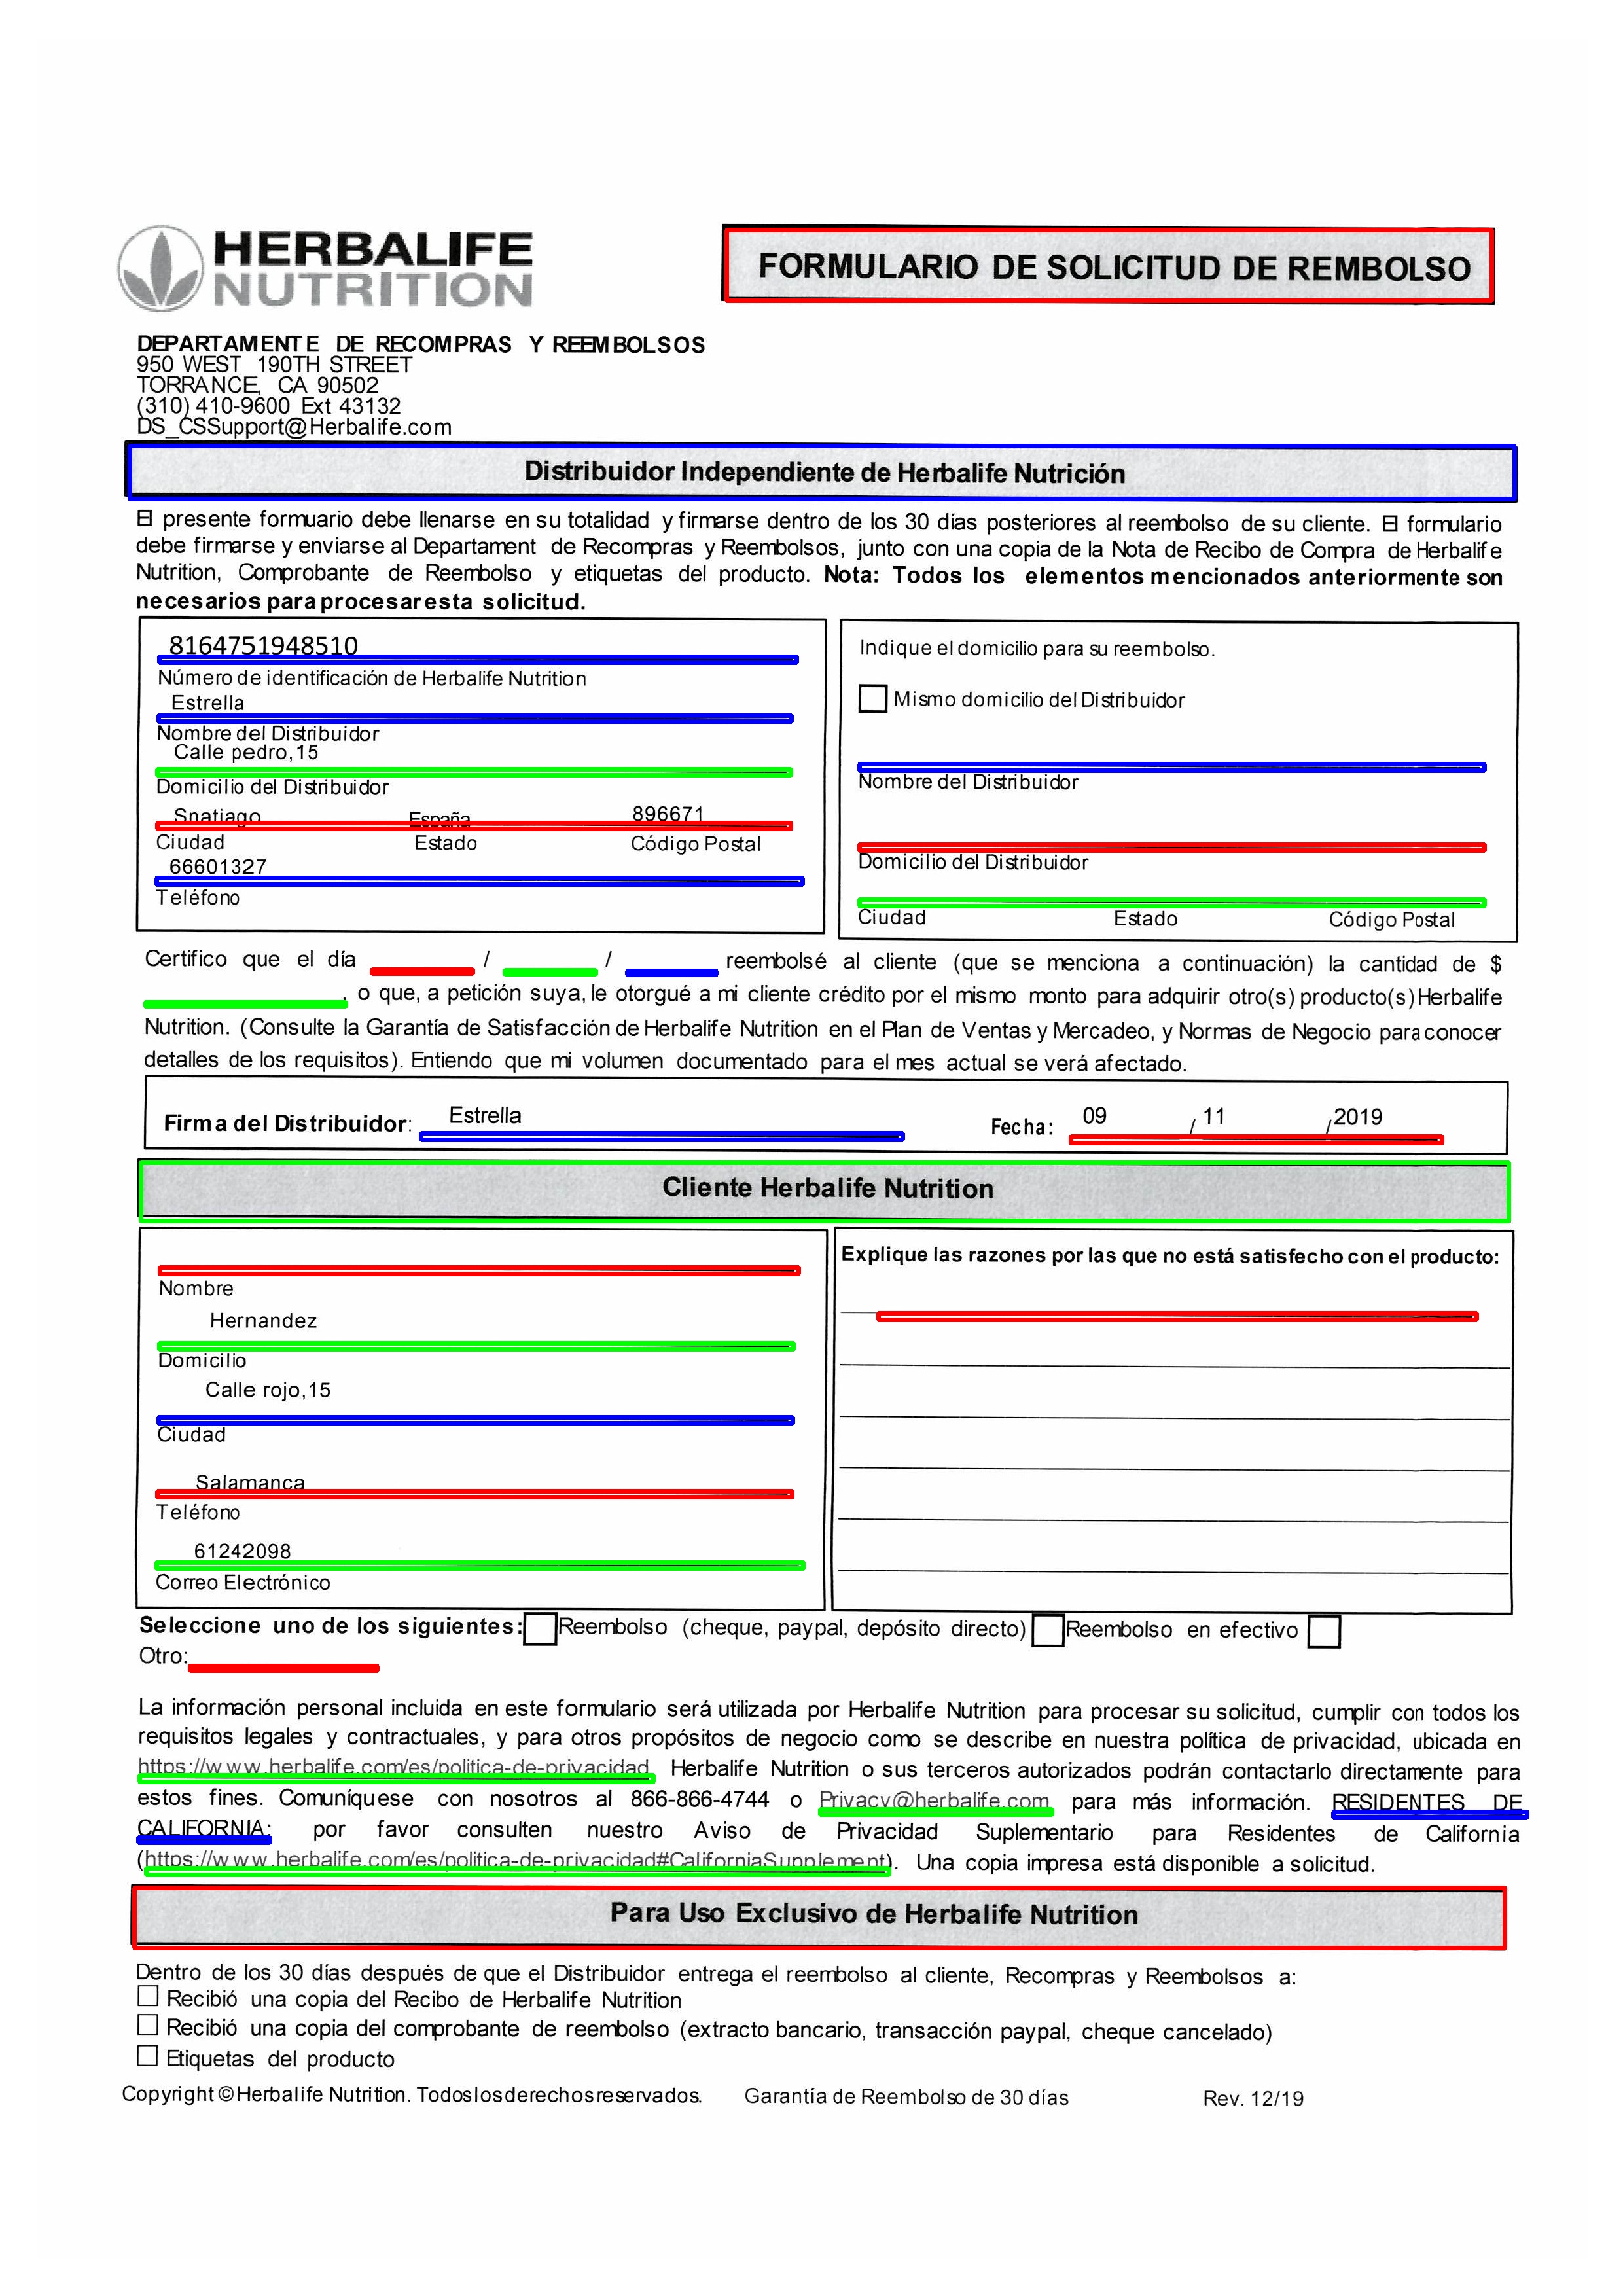 HERBALIFE
NUTRITION
FORMULARIO DE SOLICITUD DE REMBOLSO
DEPARTAMENTE DE RECOMPRAS Y REEMBOLSOS
950 WEST 190TH STREET
TORRANCE, CA 90502
(310) 410-9600 Ext 43132
DS_CSSupport@Herbalife.com
Distribuidor Independiente de Herbalife Nutrición
El presente formuario debe llenarse en su totalidad y firmarse dentro de los 30 días posteriores al reembolso de su cliente. El formulario
debe firmarse y enviarse al Departament de Recompras y Reembolsos, junto con una copia de la Nota de Recibo de Compra de Herbalife
Nutrition, Comprobante de Reembolso y etiquetas del producto. Nota: Todos los elementos mencionados anteriormente son
necesarios para procesar esta solicitud.
8164751948510
Número de identificación de Herbalife Nutrition
Estrella
Nombre del Distribuidor
Calle pedro,15
Domicilio del Distribuidor
Snatiago España 896671
Ciudad Estado Código Postal
66601327
Teléfono
Indique el domicilio para su reembolso.
Mismo domicilio del Distribuidor
Nombre del Distribuidor
Domicilio del Distribuidor
Ciudad Estado Código Postal
Certifico que el día / / reembolsé al cliente (que se menciona a continuación) la cantidad de $
, o que, a petición suya, le otorgué a mi cliente crédito por el mismo monto para adquirir otro(s) producto(s) Herbalife
Nutrition. (Consulte la Garantía de Satisfacción de Herbalife Nutrition en el Plan de Ventas y Mercadeo, y Normas de Negocio para conocer
detalles de los requisitos). Entiendo que mi volumen documentado para el mes actual se verá afectado.
Firma del Distribuidor: Estrella Fecha: 09 / 11 / 2019
Cliente Herbalife Nutrition
Nombre
Hernandez
Domicilio
Calle rojo,15
Ciudad
Salamanca
Teléfono
61242098
Correo Electrónico
Explique las razones por las que no está satisfecho con el producto:
Seleccione uno de los siguientes: Reembolso (cheque, paypal, depósito directo) Reembolso en efectivo
Otro:
La información personal incluida en este formulario será utilizada por Herbalife Nutrition para procesar su solicitud, cumplir con todos los
requisitos legales y contractuales, y para otros propósitos de negocio como se describe en nuestra política de privacidad, ubicada en
https://www.herbalife.com/es/politica-de-privacidad Herbalife Nutrition o sus terceros autorizados podrán contactarlo directamente para
estos fines. Comuníquese con nosotros al 866-866-4744 o Privacy@herbalife.com para más información. RESIDENTES DE
CALIFORNIA: por favor consulten nuestro Aviso de Privacidad Suplementario para Residentes de California
(https://www.herbalife.com/es/politica-de-privacidad#CaliforniaSupplement). Una copia impresa está disponible a solicitud.
Para Uso Exclusivo de Herbalife Nutrition
Dentro de los 30 días después de que el Distribuidor entrega el reembolso al cliente, Recompras y Reembolsos a:
Recibió una copia del Recibo de Herbalife Nutrition
Recibió una copia del comprobante de reembolso (extracto bancario, transacción paypal, cheque cancelado)
Etiquetas del producto
Copyright © Herbalife Nutrition. Todos los derechos reservados. Garantía de Reembolso de 30 días Rev. 12/19